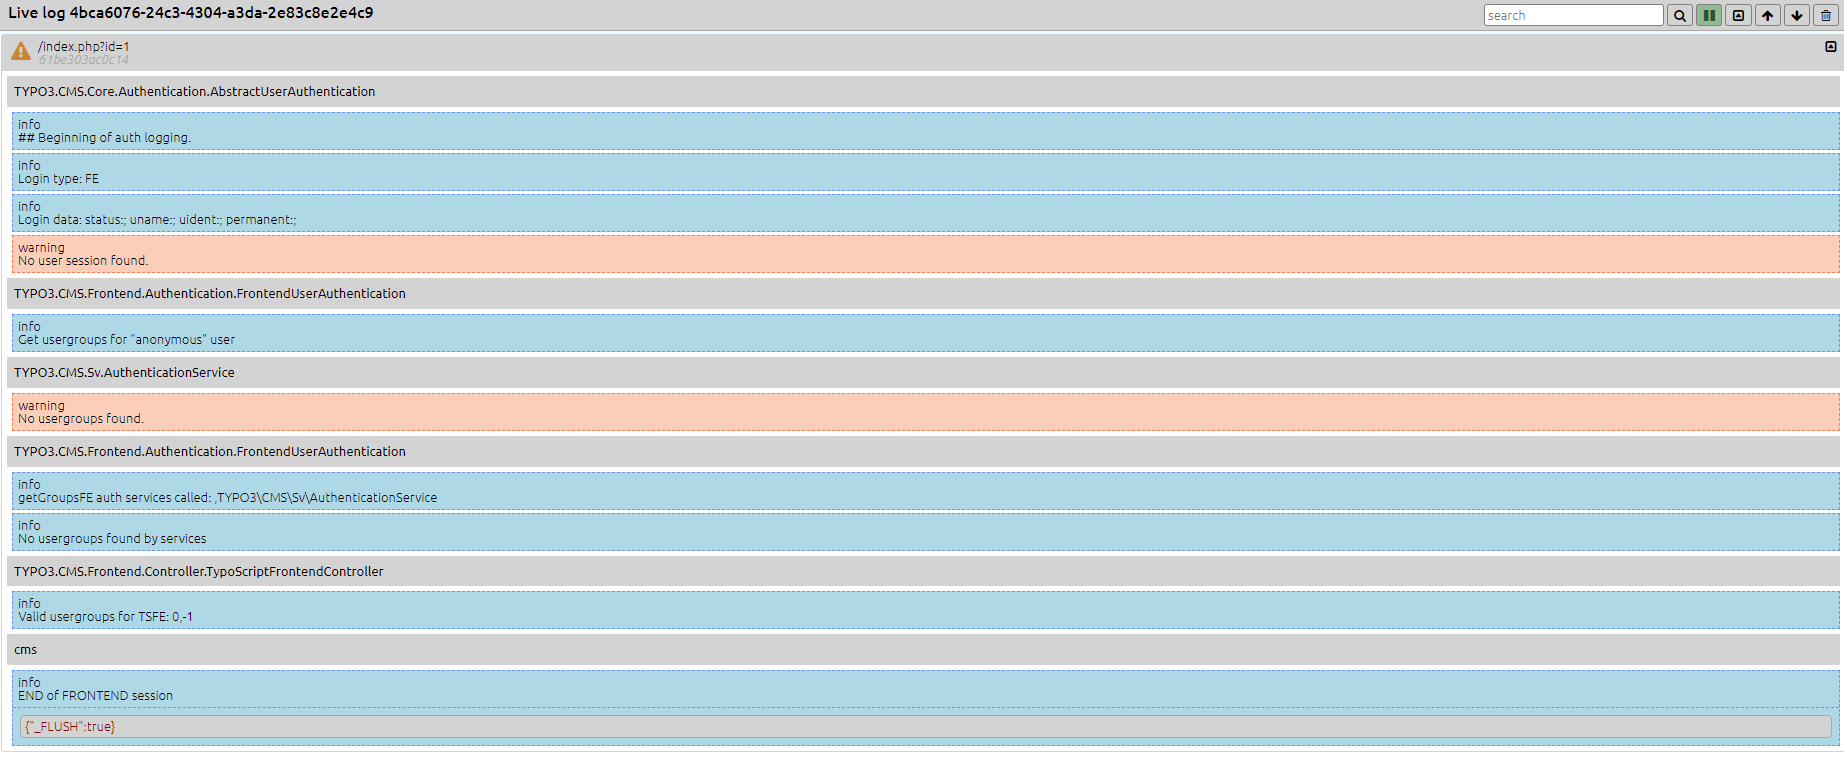 Live log 4bca6076-24c3-4304-a3da-2e83c8e2e4c9
search
/index.php?id=1
61be303ac0c14
TYPO3.CMS.Core.Authentication.AbstractUserAuthentication
info
## Beginning of auth logging.
info
Login type: FE
info
Login data: status:; uname:; uident:; permanent:;
warning
No user session found.
TYPO3.CMS.Frontend.Authentication.FrontendUserAuthentication
info
Get usergroups for "anonymous" user
TYPO3.CMS.Sv.AuthenticationService
warning
No usergroups found.
TYPO3.CMS.Frontend.Authentication.FrontendUserAuthentication
info
getGroupsFE auth services called: ,TYPO3\CMS\Sv\AuthenticationService
info
No usergroups found by services
TYPO3.CMS.Frontend.Controller.TypoScriptFrontendController
info
Valid usergroups for TSFE: 0,-1
cms
info
END of FRONTEND session
{"_FLUSH":true}